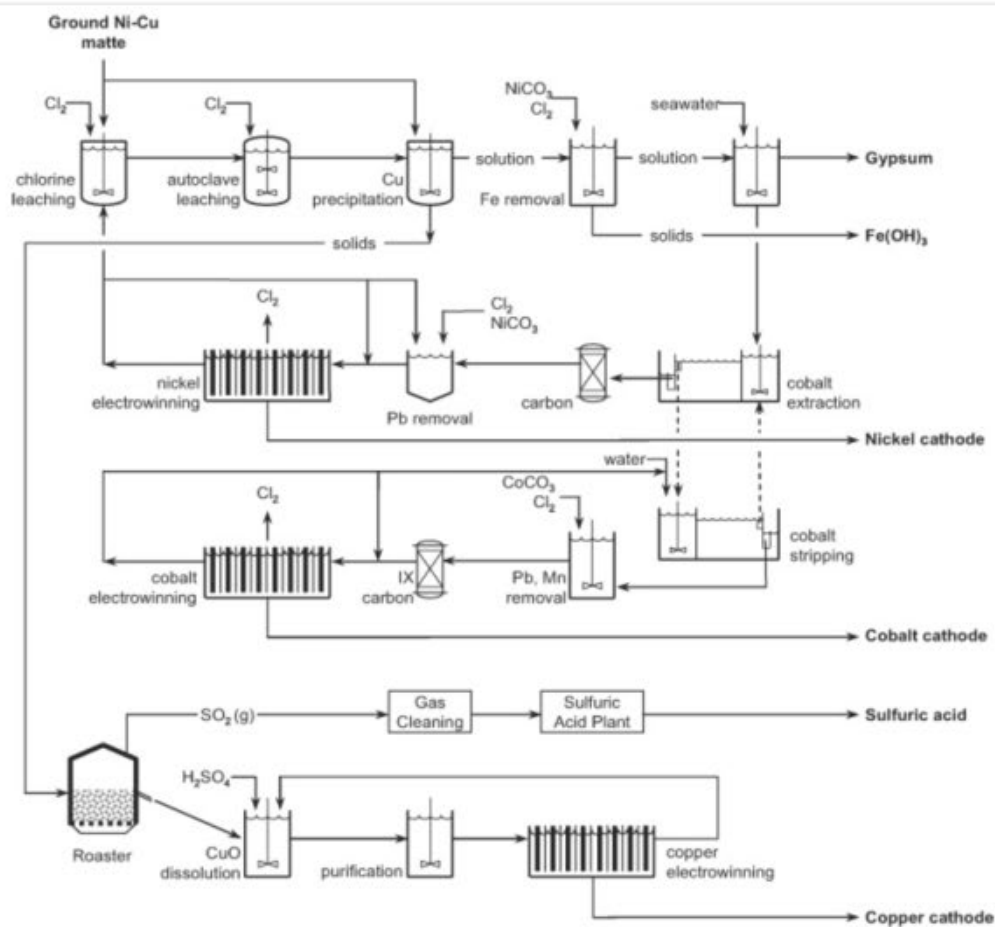 Ground Ni-Cu
matte
Cl₂
Cl₂
NiCO₃
Cl₂
seawater
chlorine
leaching
autoclave
leaching
Cu
precipitation
solution
Fe removal
solution
Gypsum
solids
solids
Fe(OH)₃
Cl₂
Cl₂
NiCO₃
nickel
electrowinning
Pb removal
carbon
cobalt
extraction
Nickel cathode
water
CoCO₃
Cl₂
Cl₂
cobalt
electrowinning
IX
carbon
Pb, Mn
removal
cobalt
stripping
Cobalt cathode
SO₂ (g)
Gas
Cleaning
Sulfuric
Acid Plant
Sulfuric acid
H₂SO₄
Roaster
CuO
dissolution
purification
copper
electrowinning
Copper cathode